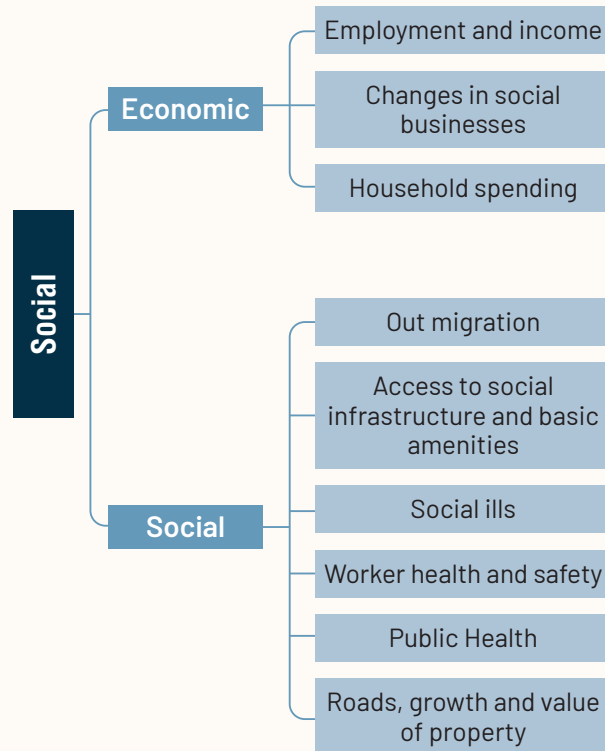 Social
Economic
Employment and income
Changes in social
businesses
Household spending
Social
Out migration
Access to social
infrastructure and basic
amenities
Social ills
Worker health and safety
Public Health
Roads, growth and value
of property